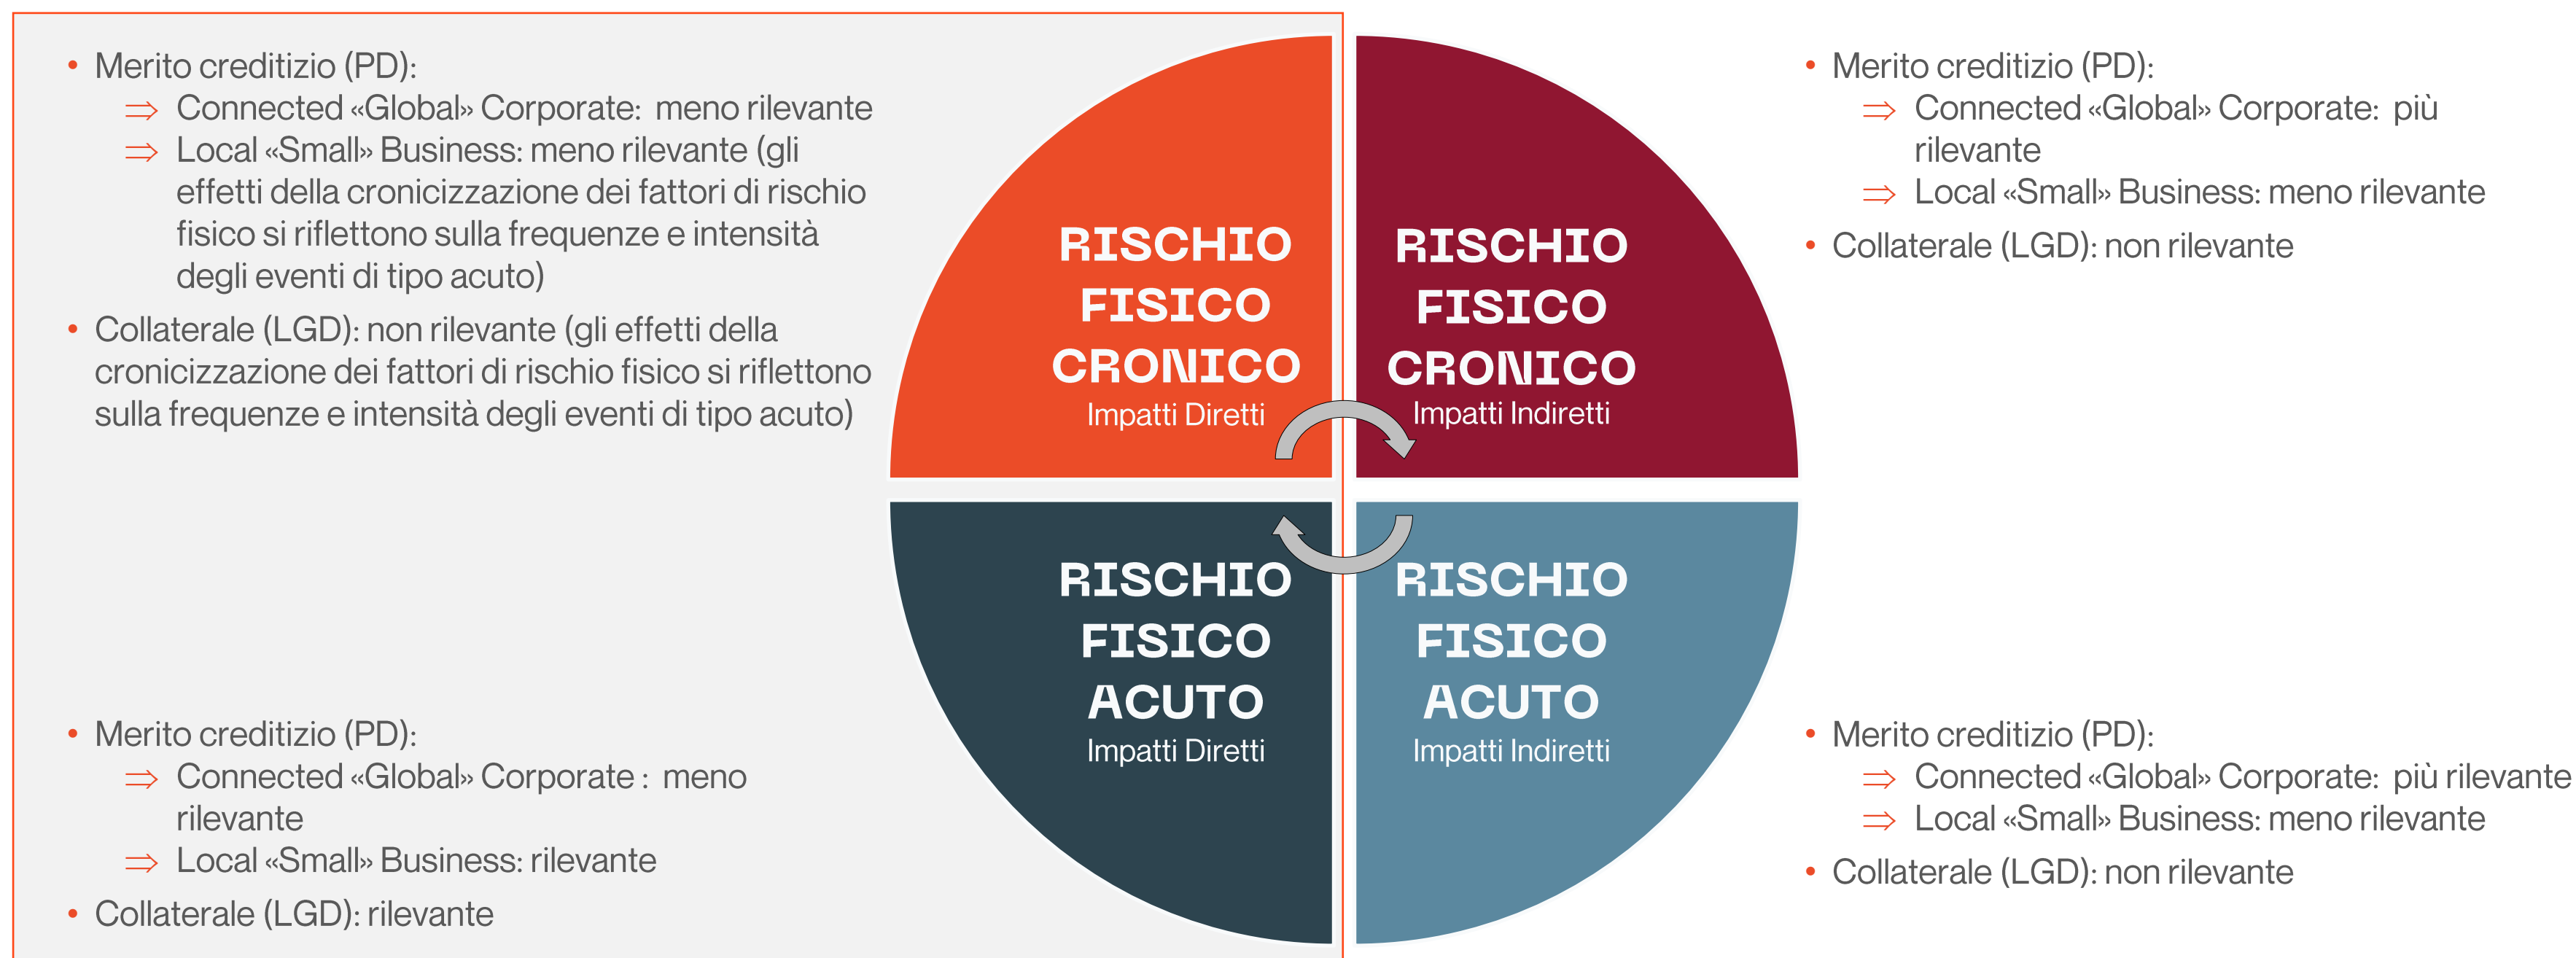 • Merito creditizio (PD):
⇒ Connected «Global» Corporate:  meno rilevante
⇒ Local «Small» Business: meno rilevante (gli
effetti della cronicizzazione dei fattori di rischio
fisico si riflettono sulla frequenze e intensità
degli eventi di tipo acuto)
• Collaterale (LGD): non rilevante (gli effetti della
cronicizzazione dei fattori di rischio fisico si riflettono
sulla frequenze e intensità degli eventi di tipo acuto)
RISCHIO
FISICO
CRONICO
Impatti Diretti
RISCHIO
FISICO
CRONICO
Impatti Indiretti
• Merito creditizio (PD):
⇒ Connected «Global» Corporate:  più
rilevante
⇒ Local «Small» Business: meno rilevante
• Collaterale (LGD): non rilevante
• Merito creditizio (PD):
⇒ Connected «Global» Corporate :  meno
rilevante
⇒ Local «Small» Business: rilevante
• Collaterale (LGD): rilevante
RISCHIO
FISICO
ACUTO
Impatti Diretti
RISCHIO
FISICO
ACUTO
Impatti Indiretti
• Merito creditizio (PD):
⇒ Connected «Global» Corporate:  più rilevante
⇒ Local «Small» Business: meno rilevante
• Collaterale (LGD): non rilevante